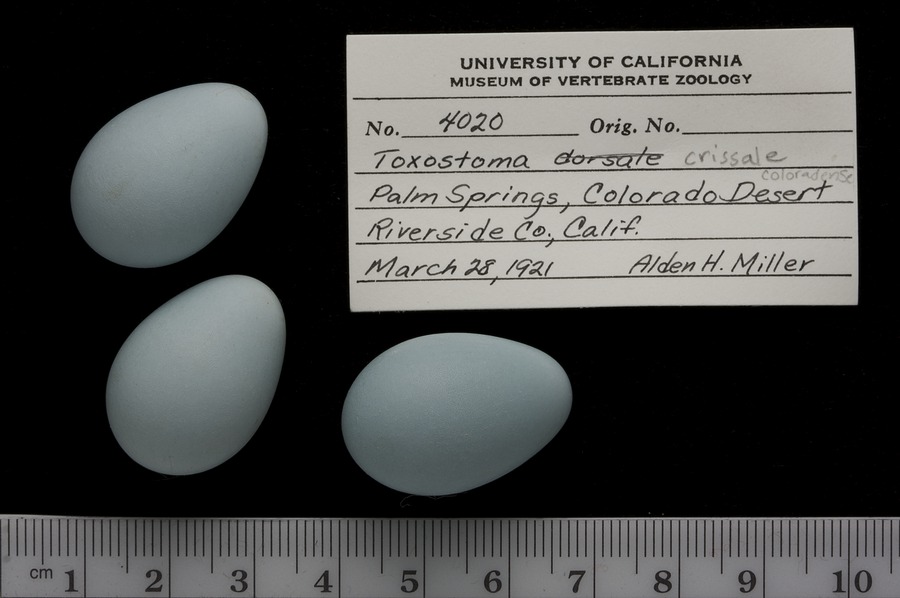 UNIVERSITY OF CALIFORNIA
MUSEUM OF VERTEBRATE ZOOLOGY
No. 4020 Orig. No.
Toxostoma dorsale crissale
coloradense
Palm Springs, Colorado Desert
Riverside Co., Calif.
March 28, 1921 Alden H. Miller
cm 1 2 3 4 5 6 7 8 9 10